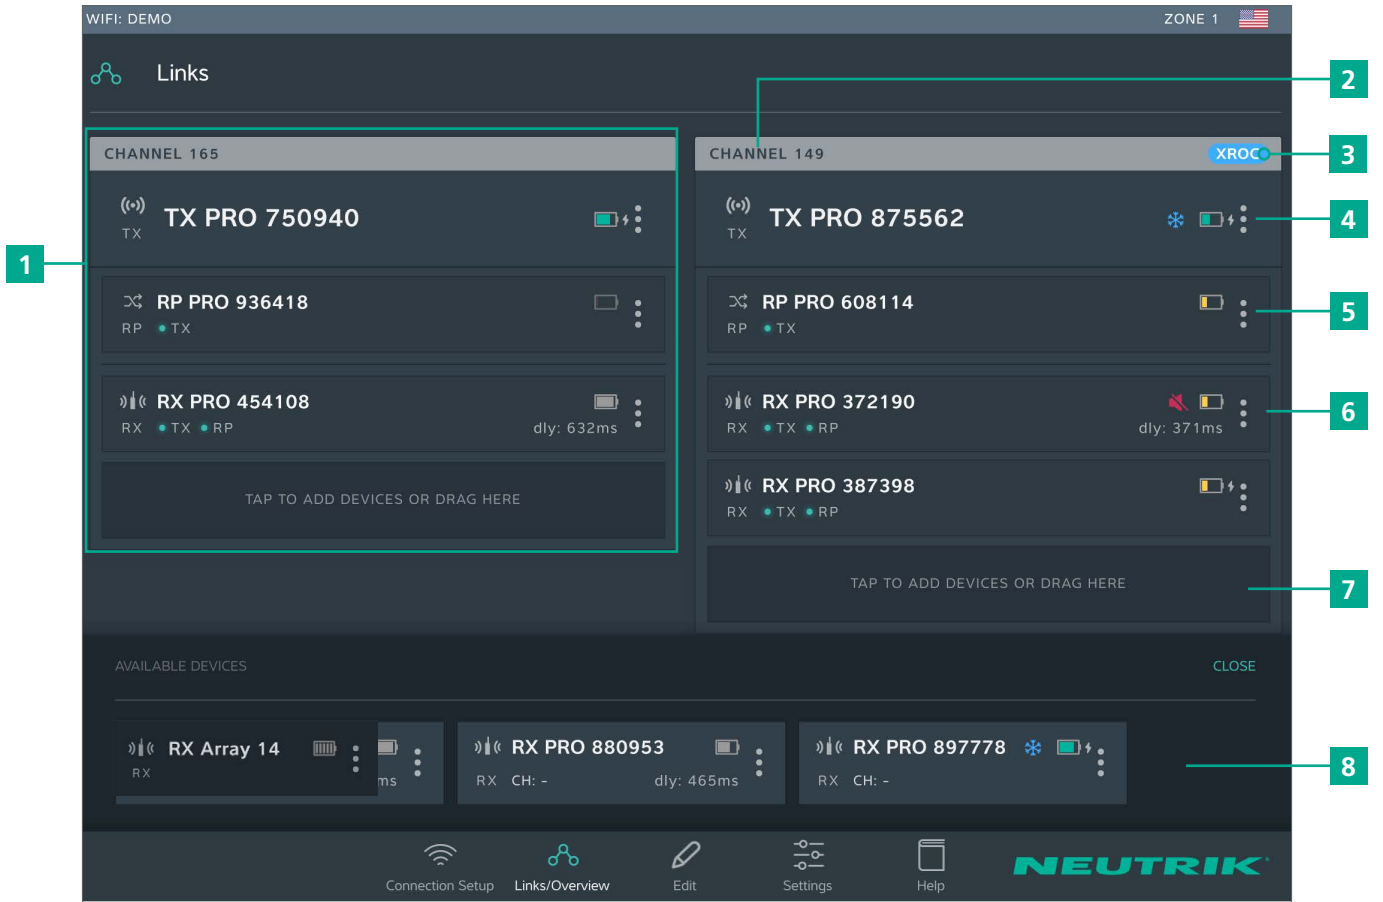 WIFI: DEMO
ZONE 1
Links
2
CHANNEL 165
CHANNEL 149
XROC
3
TX PRO 750940
TX
TX PRO 875562
TX
4
1
RP PRO 936418
RP TX
RP PRO 608114
RP TX
5
RX PRO 454108
RX TX RP
dly: 632ms
RX PRO 372190
RX TX RP
dly: 371ms
6
TAP TO ADD DEVICES OR DRAG HERE
RX PRO 387398
RX TX RP
TAP TO ADD DEVICES OR DRAG HERE
7
AVAILABLE DEVICES
CLOSE
RX Array 14
RX
ms
RX PRO 880953
RX CH: -
dly: 465ms
RX PRO 897778
RX CH: -
8
Connection Setup
Links/Overview
Edit
Settings
Help
NEUTRIK